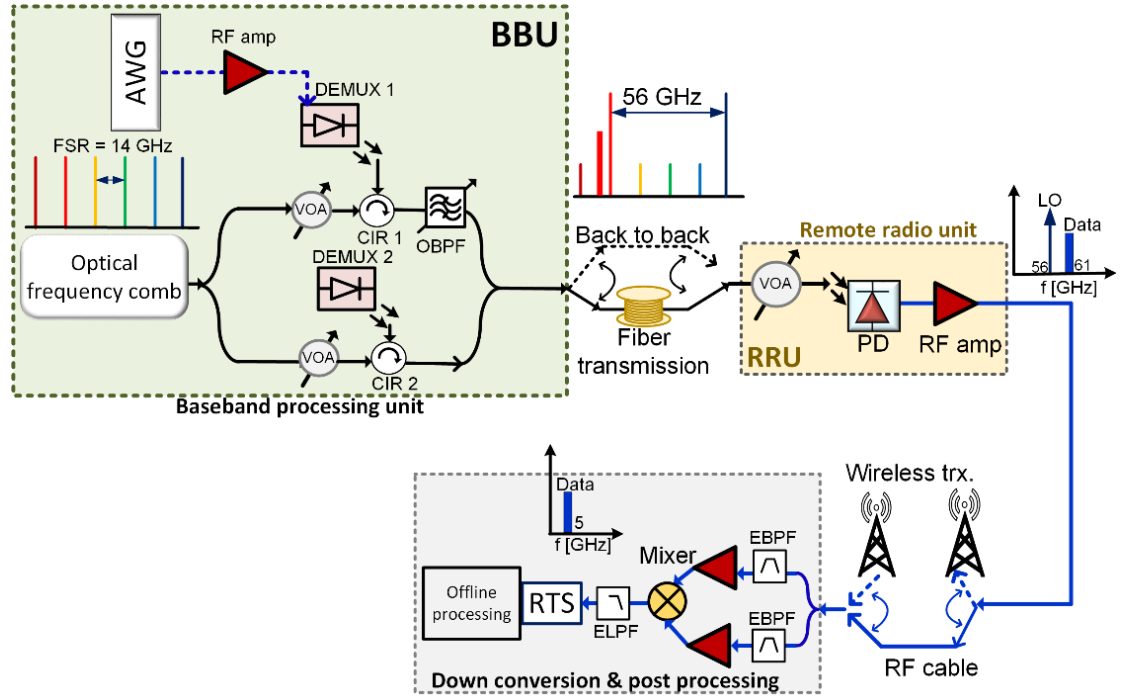 BBU
RF amp
AWG
DEMUX 1
FSR = 14 GHz
VOA
CIR 1
OBPF
Optical
frequency comb
DEMUX 2
VOA
CIR 2
Baseband processing unit
56 GHz
Back to back
Fiber
transmission
Remote radio unit
VOA
PD
RF amp
RRU
LO
Data
56
61
f [GHz]
Wireless trx.
RF cable
Data
5
f [GHz]
Mixer
EBPF
EBPF
Offline
processing
RTS
ELPF
Down conversion & post processing